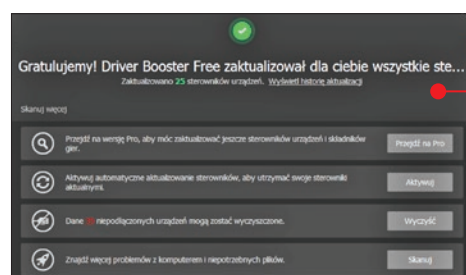 Gratulujemy! Driver Booster Free zaktualizował dla ciebie wszystkie ste...
Zaktualizowano 25 sterowników urządzeń. Wyświetl historię aktualizacji
Skanuj więcej
Przejdź na wersję Pro, aby móc zaktualizować jeszcze sterowników urządzeń i składników
gier.
Przejdź na Pro
Aktywuj automatyczne aktualizowanie sterowników, aby utrzymać swoje sterowniki
aktualnymi.
Aktywuj
Dane niepodłączonych urządzeń mogą zostać wyczyszczone.
Wyczyść
Znajdź więcej problemów z komputerem i niepotrzebnych plików.
Skanuj